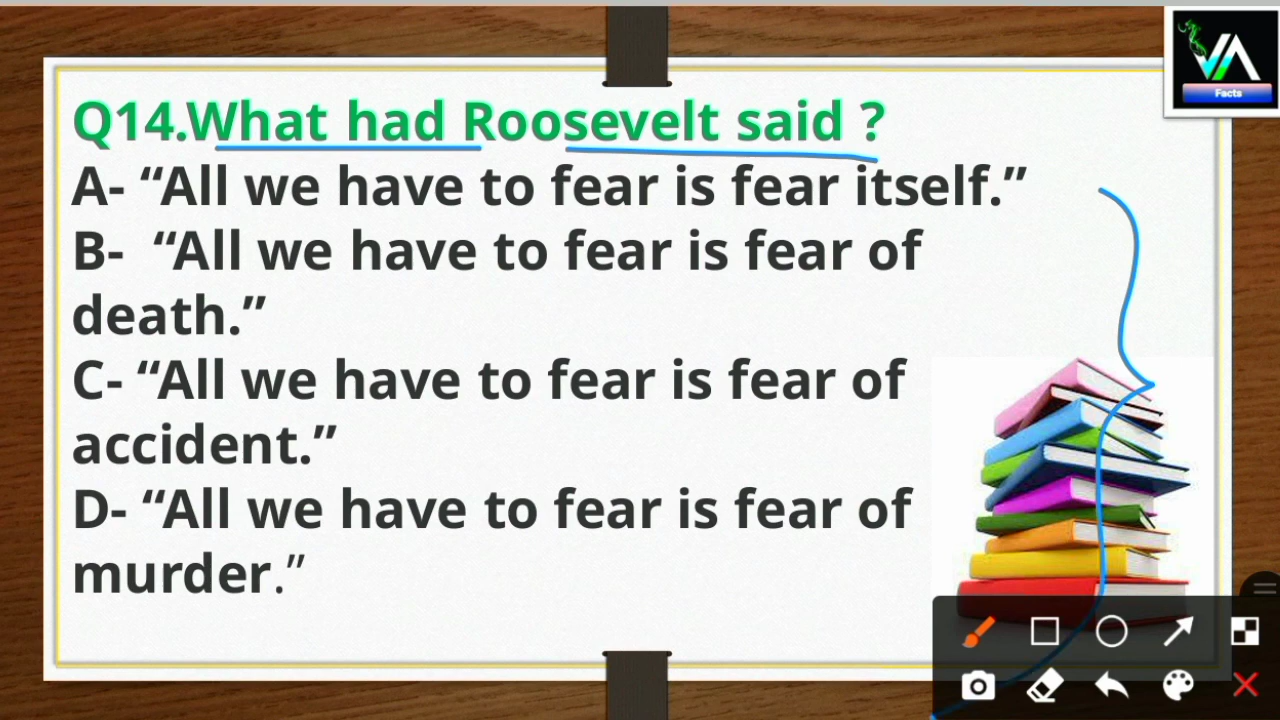 Q14.What had Roosevelt said ?
A- “All we have to fear is fear itself.”
B-  “All we have to fear is fear of
death.”
C- “All we have to fear is fear of
accident.”
D- “All we have to fear is fear of
murder.”
VA
Facts